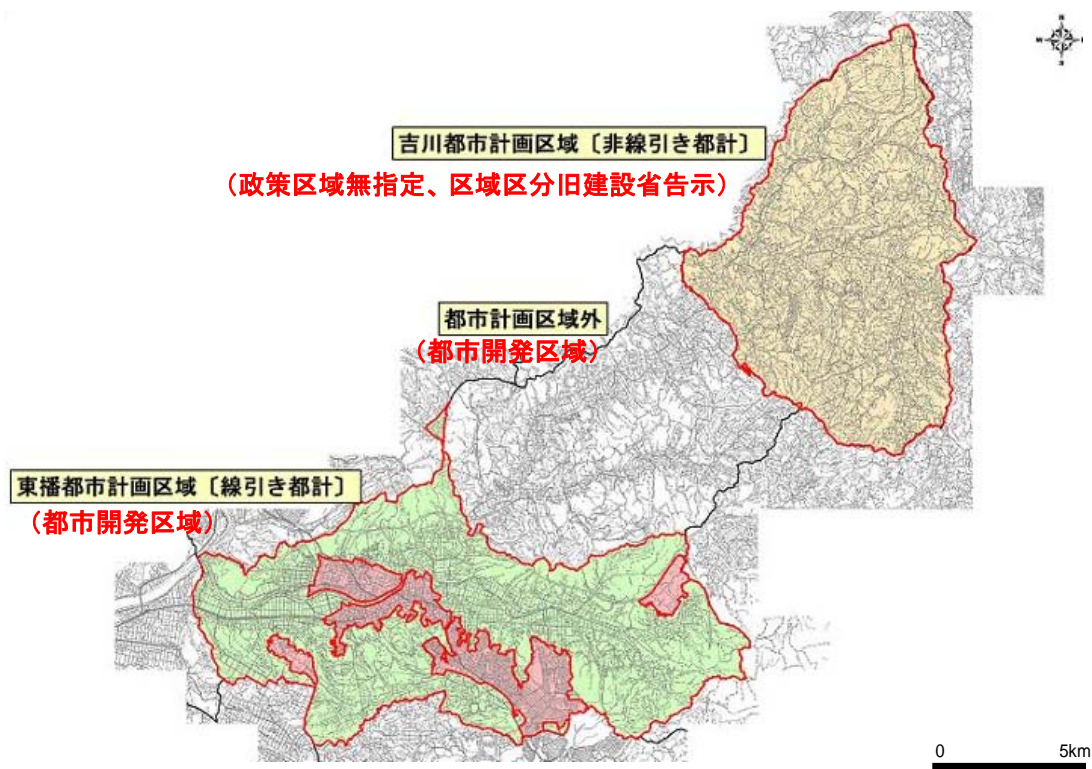 N
W
S
吉川都市計画区域〔非線引き都計〕
（政策区域無指定、区域区分旧建設省告示）
都市計画区域外
（都市開発区域）
東播都市計画区域〔線引き都計〕
（都市開発区域）
0 5km